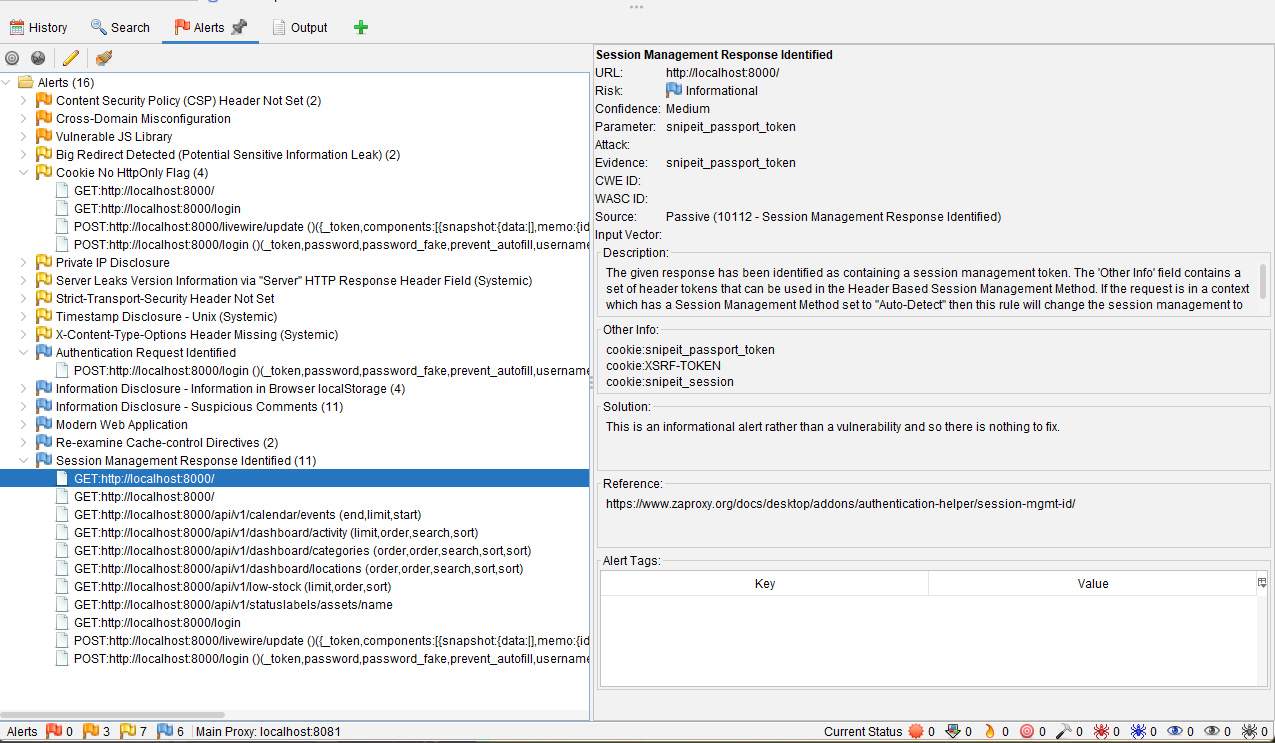 History Search Alerts Output
Alerts (16)
Content Security Policy (CSP) Header Not Set (2)
Cross-Domain Misconfiguration
Vulnerable JS Library
Big Redirect Detected (Potential Sensitive Information Leak) (2)
Cookie No HttpOnly Flag (4)
GET:http://localhost:8000/
GET:http://localhost:8000/login
POST:http://localhost:8000/livewire/update ()({_token,components:[{snapshot:{data:[],memo:{id
POST:http://localhost:8000/login ()(_token,password,password_fake,prevent_autofill,username
Private IP Disclosure
Server Leaks Version Information via "Server" HTTP Response Header Field (Systemic)
Strict-Transport-Security Header Not Set
Timestamp Disclosure - Unix (Systemic)
X-Content-Type-Options Header Missing (Systemic)
Authentication Request Identified
POST:http://localhost:8000/login ()(_token,password,password_fake,prevent_autofill,username
Information Disclosure - Information in Browser localStorage (4)
Information Disclosure - Suspicious Comments (11)
Modern Web Application
Re-examine Cache-control Directives (2)
Session Management Response Identified (11)
GET:http://localhost:8000/
GET:http://localhost:8000/
GET:http://localhost:8000/api/v1/calendar/events (end,limit,start)
GET:http://localhost:8000/api/v1/dashboard/activity (limit,order,search,sort)
GET:http://localhost:8000/api/v1/dashboard/categories (order,order,search,sort,sort)
GET:http://localhost:8000/api/v1/dashboard/locations (order,order,search,sort,sort)
GET:http://localhost:8000/api/v1/low-stock (limit,order,sort)
GET:http://localhost:8000/api/v1/statuslabels/assets/name
GET:http://localhost:8000/login
POST:http://localhost:8000/livewire/update ()({_token,components:[{snapshot:{data:[],memo:{id
POST:http://localhost:8000/login ()(_token,password,password_fake,prevent_autofill,username
Session Management Response Identified
URL: http://localhost:8000/
Risk: Informational
Confidence: Medium
Parameter: snipeit_passport_token
Attack:
Evidence: snipeit_passport_token
CWE ID:
WASC ID:
Source: Passive (10112 - Session Management Response Identified)
Input Vector:
Description:
The given response has been identified as containing a session management token. The 'Other Info' field contains a
set of header tokens that can be used in the Header Based Session Management Method. If the request is in a context
which has a Session Management Method set to "Auto-Detect" then this rule will change the session management to
Other Info:
cookie:snipeit_passport_token
cookie:XSRF-TOKEN
cookie:snipeit_session
Solution:
This is an informational alert rather than a vulnerability and so there is nothing to fix.
Reference:
https://www.zaproxy.org/docs/desktop/addons/authentication-helper/session-mgmt-id/
Alert Tags:
Key Value
Alerts 0 3 7 6 Main Proxy: localhost:8081 Current Status 0 0 0 0 0 0 0 0 0 0